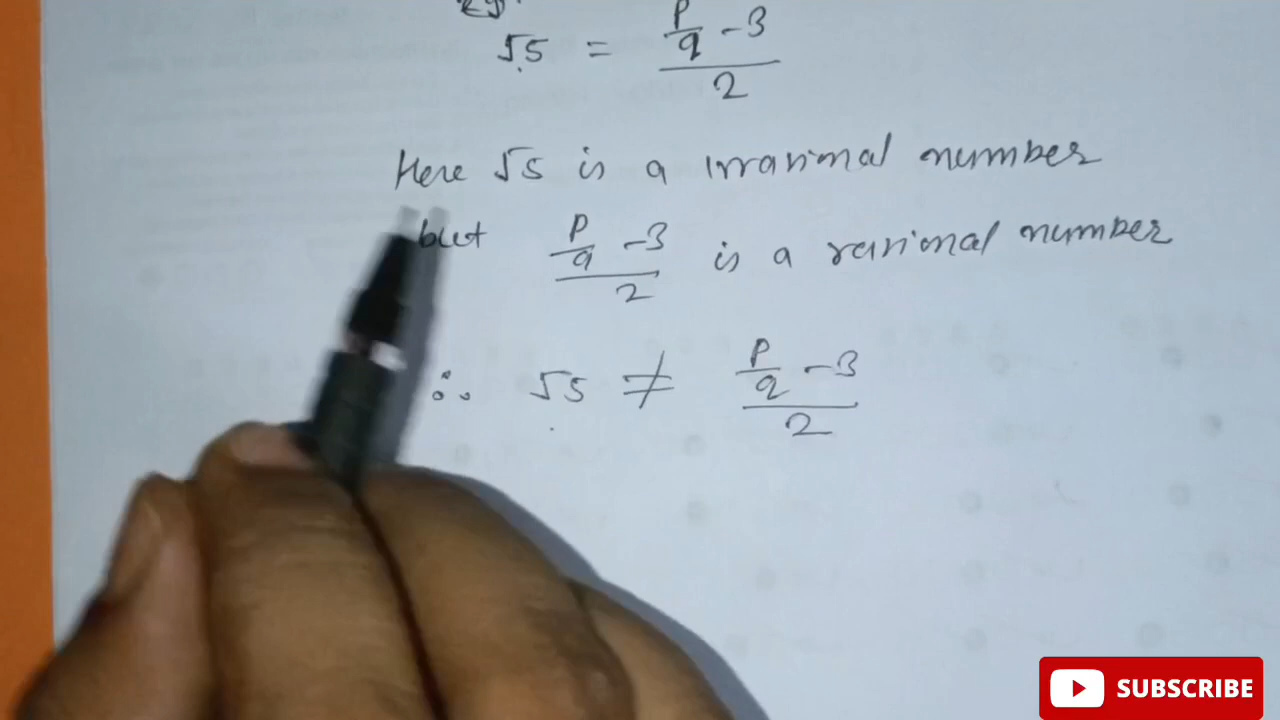 √5 = (p/q - 3)/2
Here √5 is a irrational number
but (p/q - 3)/2 is a rational number
∴ √5 ≠ (p/q - 3)/2
SUBSCRIBE